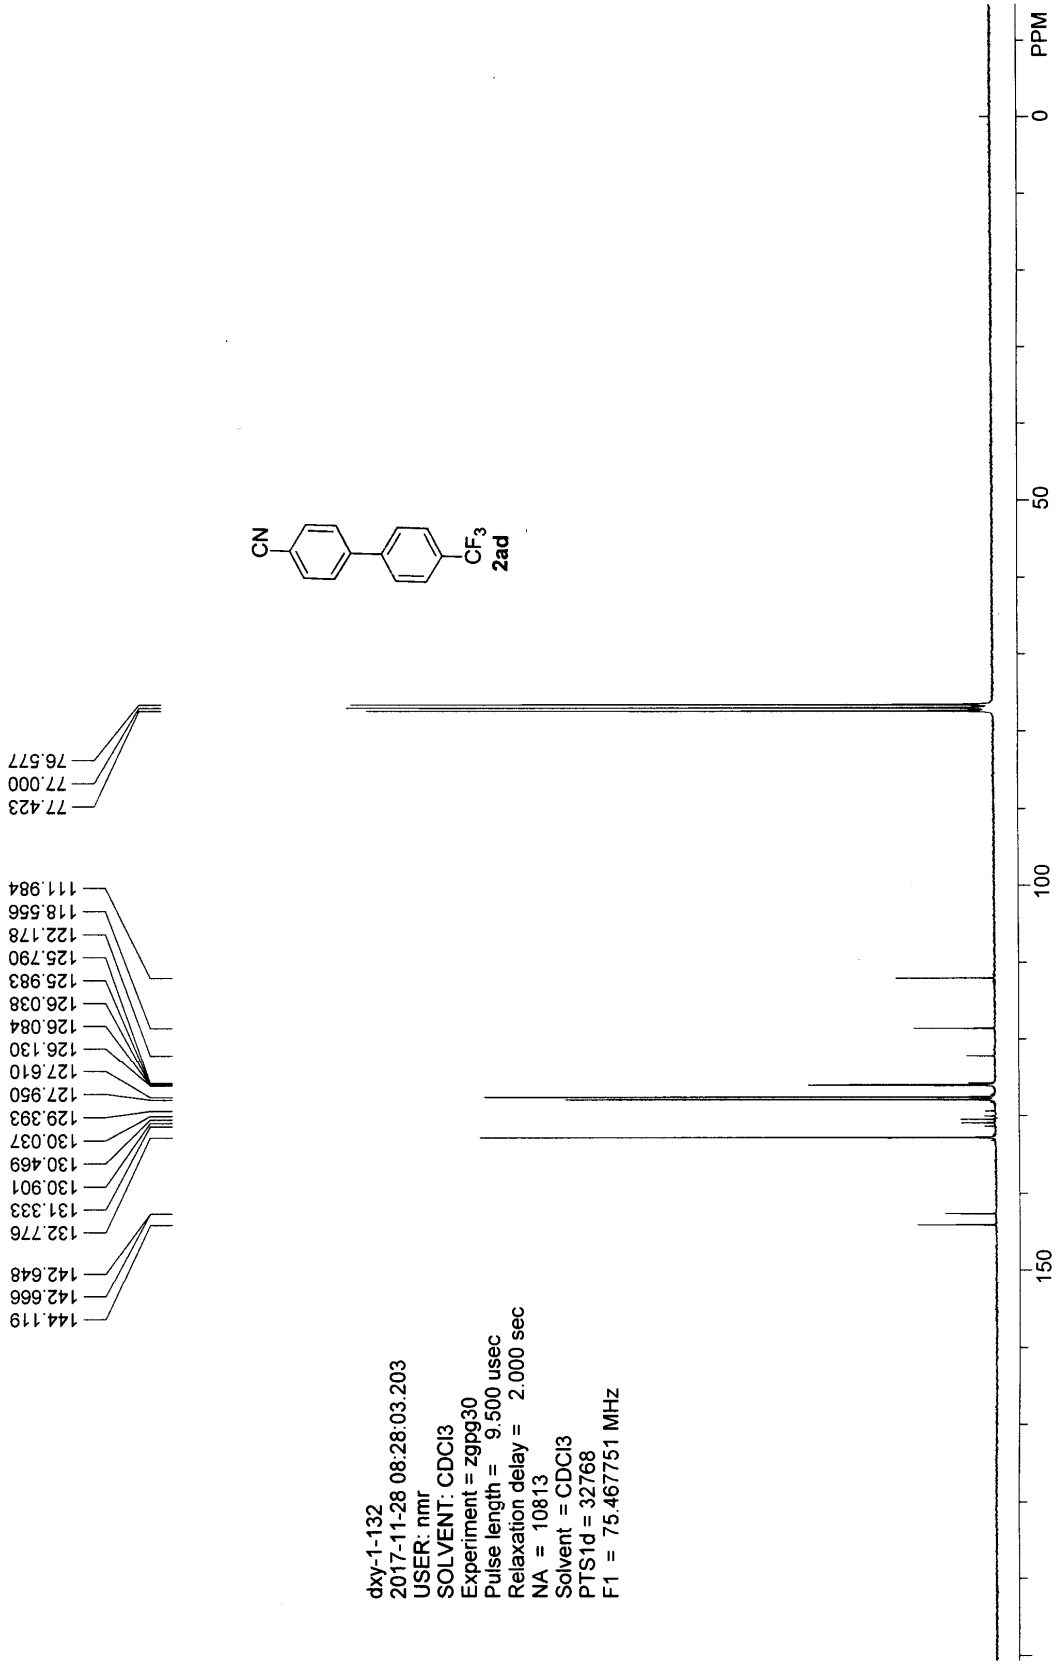 144.119
142.666
142.648
132.776
131.333
130.901
130.469
130.037
129.393
127.950
127.610
126.130
126.084
126.038
125.983
125.790
122.178
118.556
111.984
77.423
77.000
76.577
CN
CF3
2ad
dxy-1-132
2017-11-28 08:28:03.203
USER: nmr
SOLVENT: CDCl3
Experiment = zgpg30
Pulse length = 9.500 usec
Relaxation delay = 2.000 sec
NA = 10813
Solvent = CDCl3
PTS1d = 32768
F1 = 75.467751 MHz
150
100
50
0
PPM